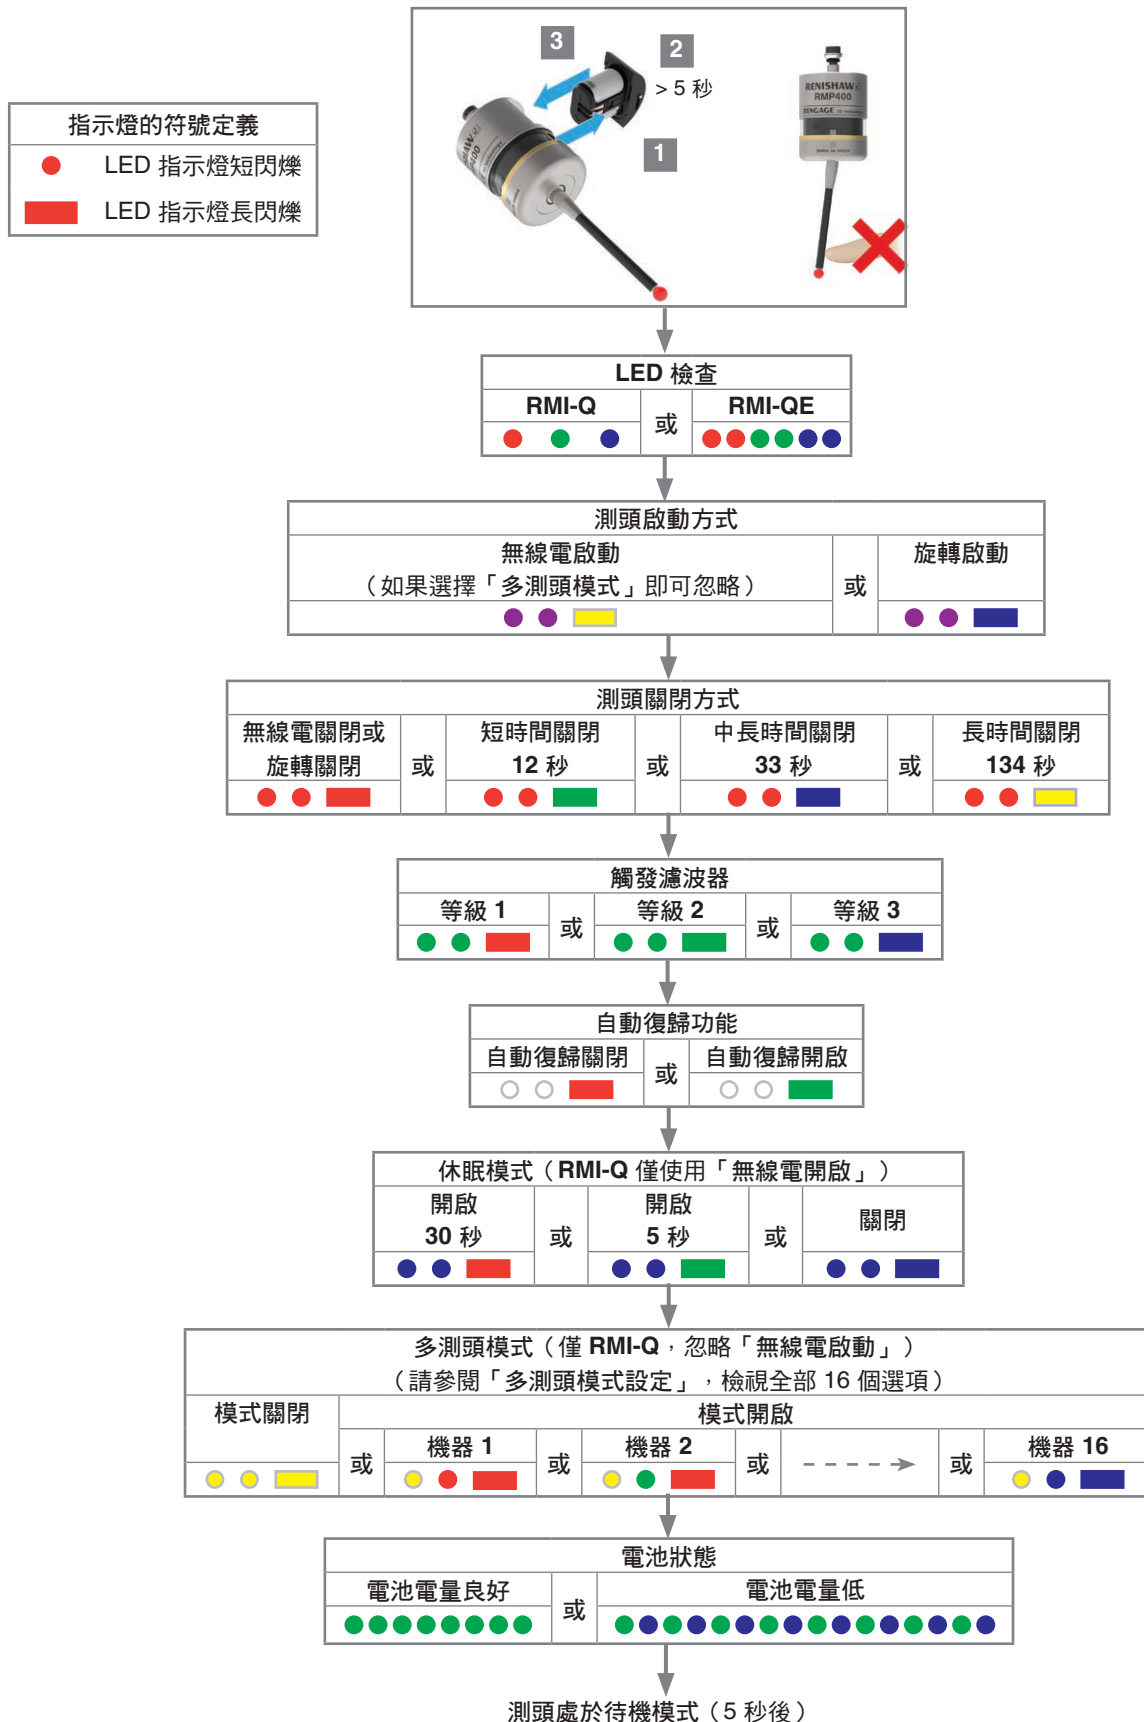 3
2
> 5 秒
1
RENISHAW
RMP400
RENGAGE
指示燈的符號定義
LED 指示燈短閃爍
LED 指示燈長閃爍
LED 檢查
RMI-Q
或
RMI-QE
測頭啟動方式
無線電啟動
（如果選擇「多測頭模式」即可忽略）
或
旋轉啟動
測頭關閉方式
無線電關閉或
旋轉關閉
或
短時間關閉
12 秒
或
中長時間關閉
33 秒
或
長時間關閉
134 秒
觸發濾波器
等級 1
或
等級 2
或
等級 3
自動復歸功能
自動復歸關閉
或
自動復歸開啟
休眠模式（RMI-Q 僅使用「無線電開啟」）
開啟
30 秒
或
開啟
5 秒
或
關閉
多測頭模式（僅 RMI-Q，忽略「無線電啟動」）
（請參閱「多測頭模式設定」，檢視全部 16 個選項）
模式關閉
模式開啟
或
機器 1
或
機器 2
或
或
機器 16
電池狀態
電池電量良好
或
電池電量低
測頭處於待機模式（5 秒後）